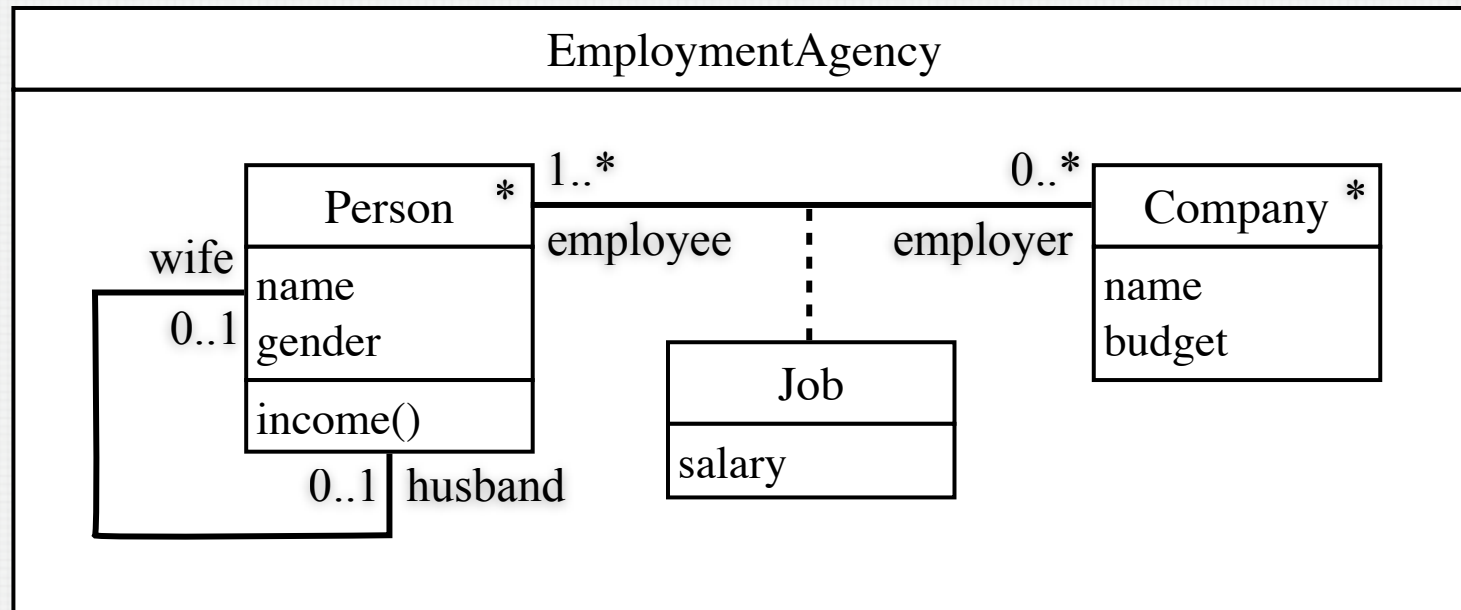 EmploymentAgency
Person *
1..*
0..*
Company *
employee
employer
wife
0..1
name
gender
income()
name
budget
Job
salary
0..1 husband